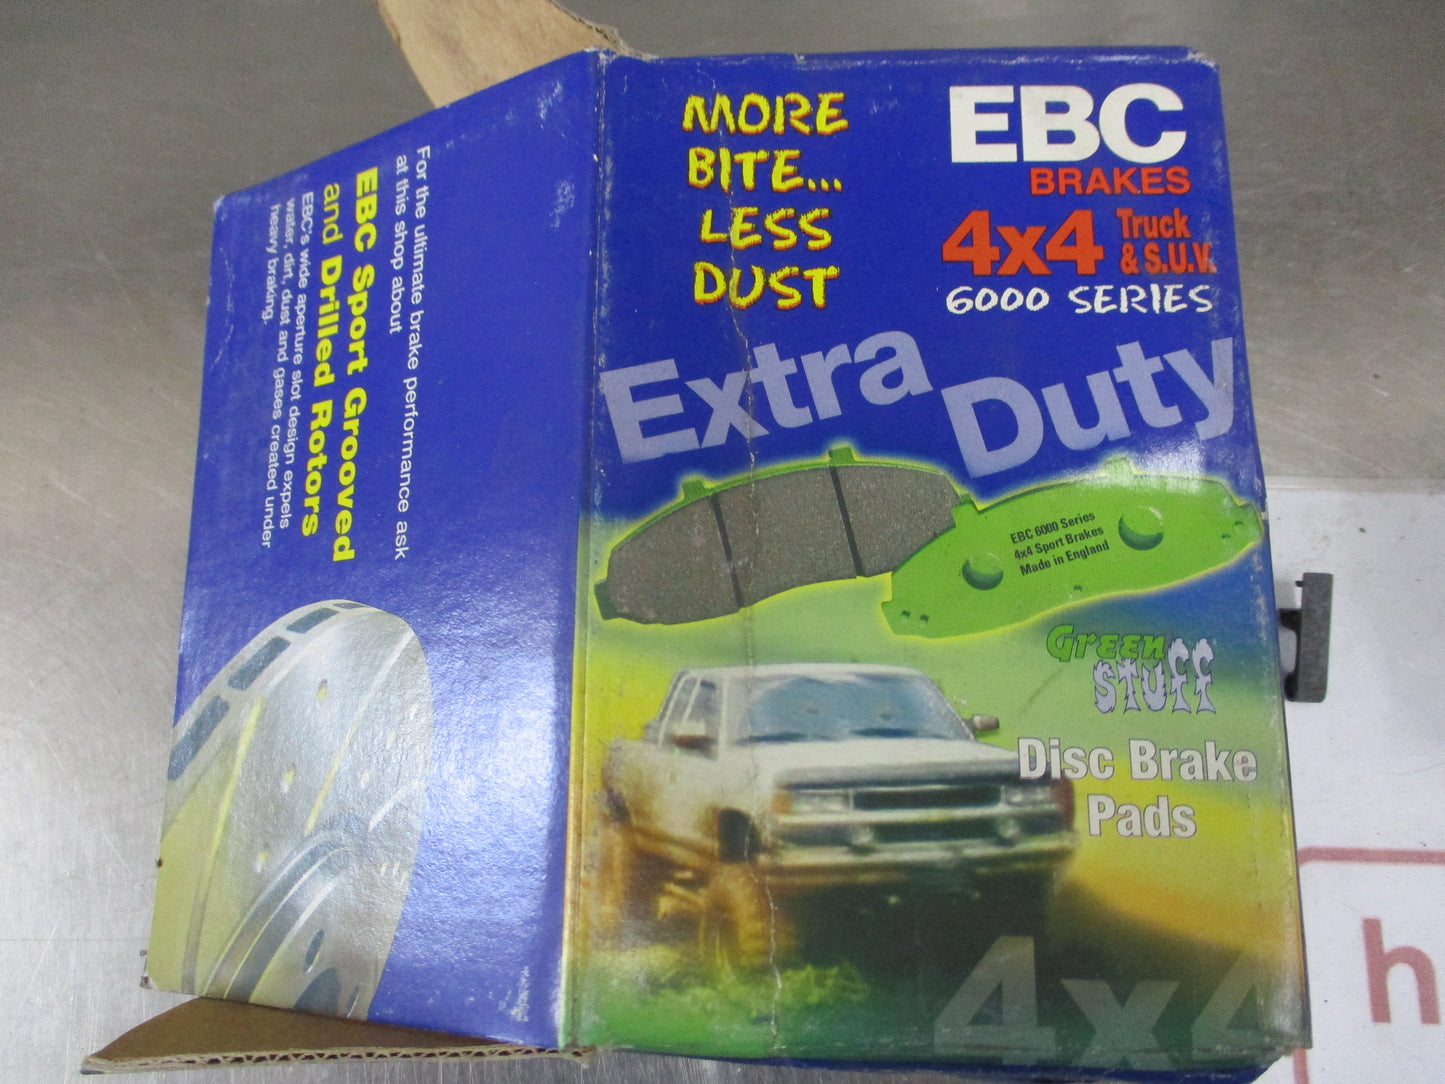 For the ultimate brake performance ask
at this shop about
EBC Sport Grooved
and Drilled Rotors
EBC's wide aperture slot design expels
water, dirt, dust and gases created under
heavy braking.
MORE
BITE...
LESS
DUST
EBC
BRAKES
4x4 Truck
& S.U.V.
6000 SERIES
Extra Duty
EBC 6000 Series
4x4 Sport Brakes
Made in England
GrEEn
STUFF
Disc Brake
Pads
4x4
h